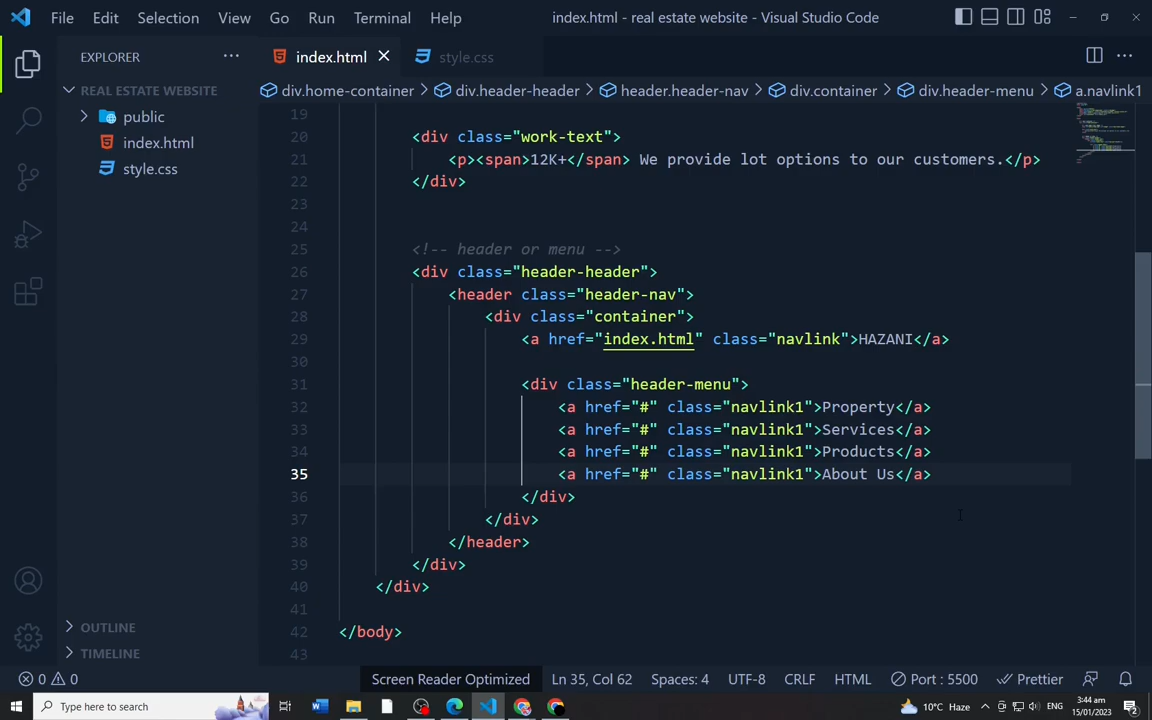 File Edit Selection View Go Run Terminal Help index.html - real estate website - Visual Studio Code
EXPLORER ... index.html style.css ...
REAL ESTATE WEBSITE div.home-container > div.header-header > header.header-nav > div.container > div.header-menu > a.navlink1
public
index.html
style.css
19
20 <div class="work-text">
21 <p><span>12K+</span> We provide lot options to our customers.</p>
22 </div>
23
24
25 <!-- header or menu -->
26 <div class="header-header">
27 <header class="header-nav">
28 <div class="container">
29 <a href="index.html" class="navlink">HAZANI</a>
30
31 <div class="header-menu">
32 <a href="#" class="navlink1">Property</a>
33 <a href="#" class="navlink1">Services</a>
34 <a href="#" class="navlink1">Products</a>
35 <a href="#" class="navlink1">About Us</a>
36 </div>
37 </div>
38 </header>
39 </div>
40 </div>
41
42 </body>
43
OUTLINE
TIMELINE
0 0 Screen Reader Optimized Ln 35, Col 62 Spaces: 4 UTF-8 CRLF HTML Port : 5500 Prettier
Type here to search 10°C Haze ENG 3:44 am
15/01/2023 2